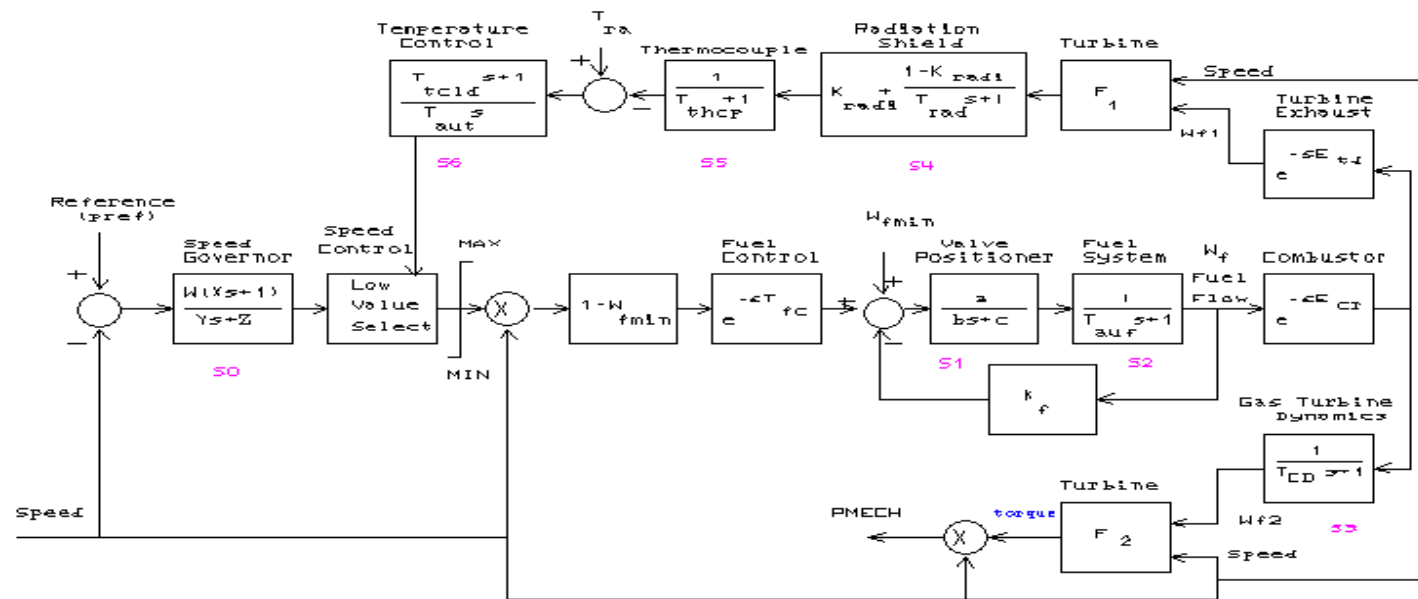 Temperature
Control
T
ra
Thermocouple
Radiation
Shield
Turbine
Speed
T tcld s+1
T aut s
+
−
1
T thcp +1
K radi + 1-K radi
T rad s+1
F 1
Wf1
Turbine
Exhaust
e -sE td
S6
S5
S4
Reference
(pref)
Speed
Governor
Speed
Control
MAX
Fuel
Control
W fmin
Valve
Positioner
Fuel
System
W f
Fuel
Flow
Combustor
+
−
W(Xs+1)
Ys+Z
Low
Value
Select
X
1-W fmin
e -sT fc
+
+
−
a
bs+c
1
T auf s+1
e -sE CR
S0
MIN
S1
S2
K f
Gas Turbine
Dynamics
1
T CD s-1
S3
Speed
PMECH
X
torque
Turbine
F 2
Wf2
Speed